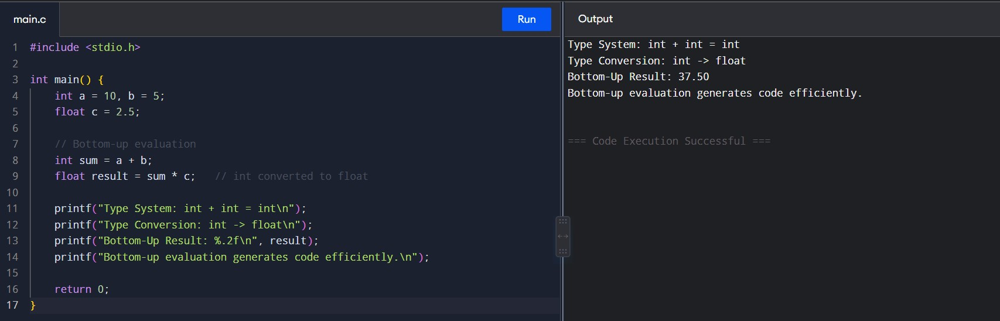 main.c
Run
1 #include <stdio.h>
2
3 int main() {
4     int a = 10, b = 5;
5     float c = 2.5;
6
7     // Bottom-up evaluation
8     int sum = a + b;
9     float result = sum * c;   // int converted to float
10
11     printf("Type System: int + int = int\n");
12     printf("Type Conversion: int -> float\n");
13     printf("Bottom-Up Result: %.2f\n", result);
14     printf("Bottom-up evaluation generates code efficiently.\n");
15
16     return 0;
17 }
Output
Type System: int + int = int
Type Conversion: int -> float
Bottom-Up Result: 37.50
Bottom-up evaluation generates code efficiently.
=== Code Execution Successful ===